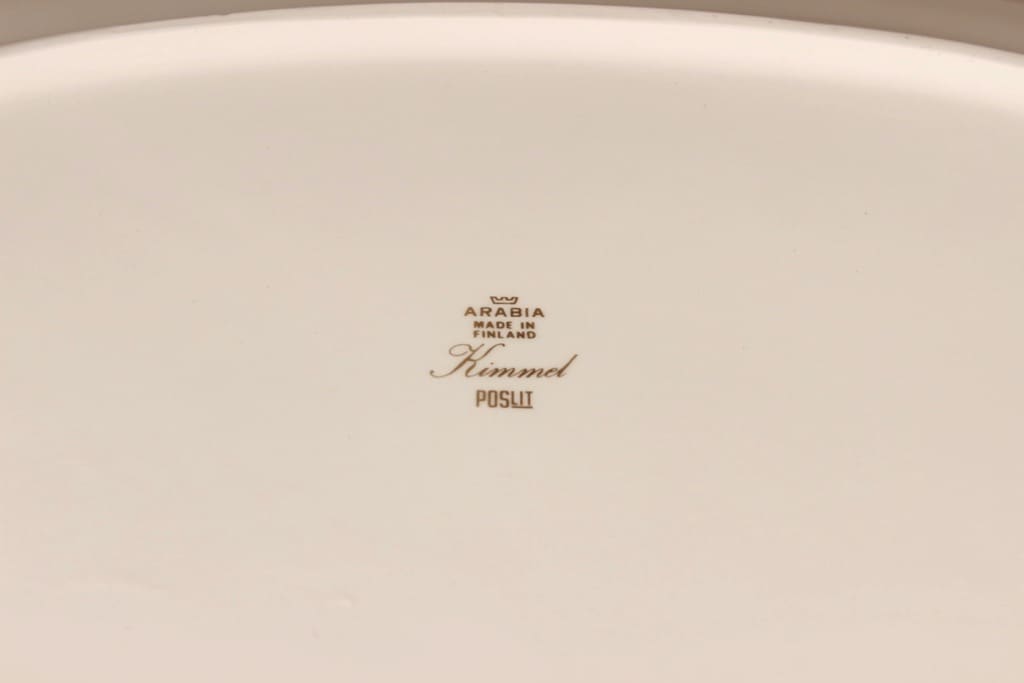 ARABIA
MADE IN
FINLAND
Kimmel
POSLIT